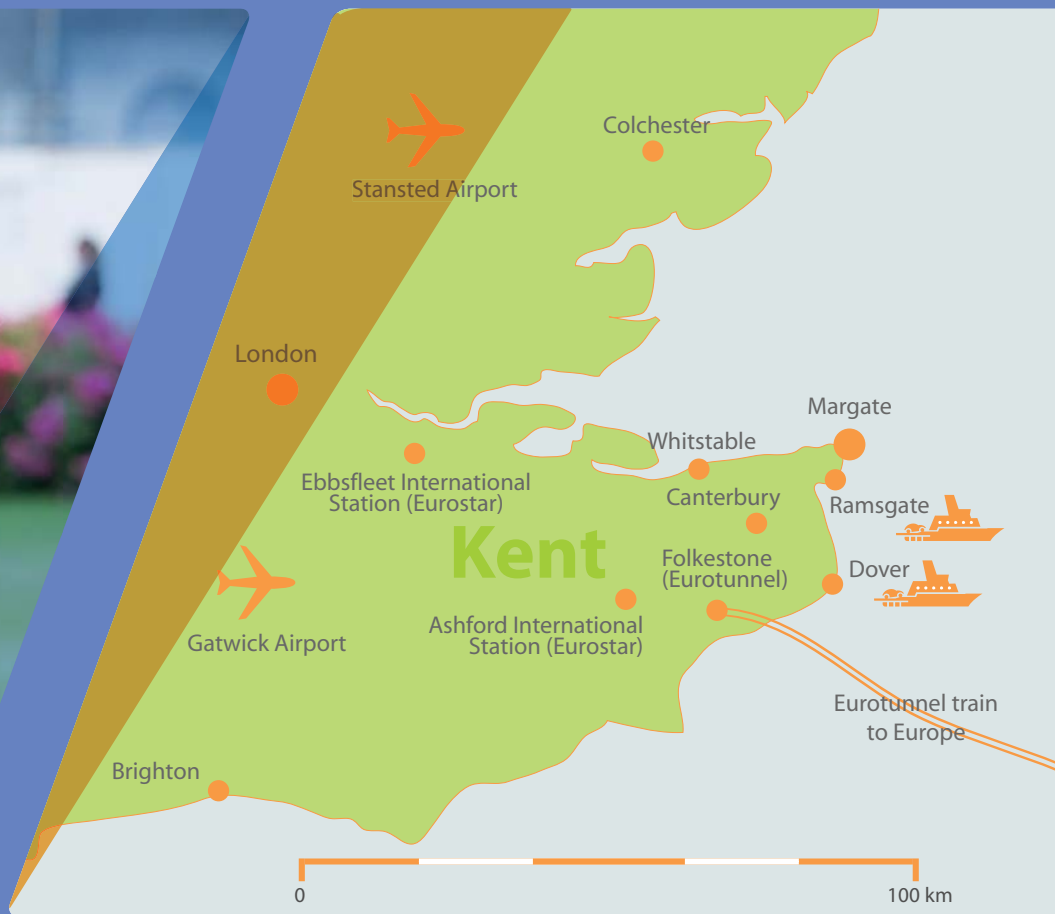 Colchester
Stansted Airport
London
Margate
Whitstable
Ebbsfleet International
Station (Eurostar)
Canterbury
Ramsgate
Kent
Folkestone
(Eurotunnel)
Dover
Ashford International
Station (Eurostar)
Gatwick Airport
Eurotunnel train
to Europe
Brighton
0
100 km